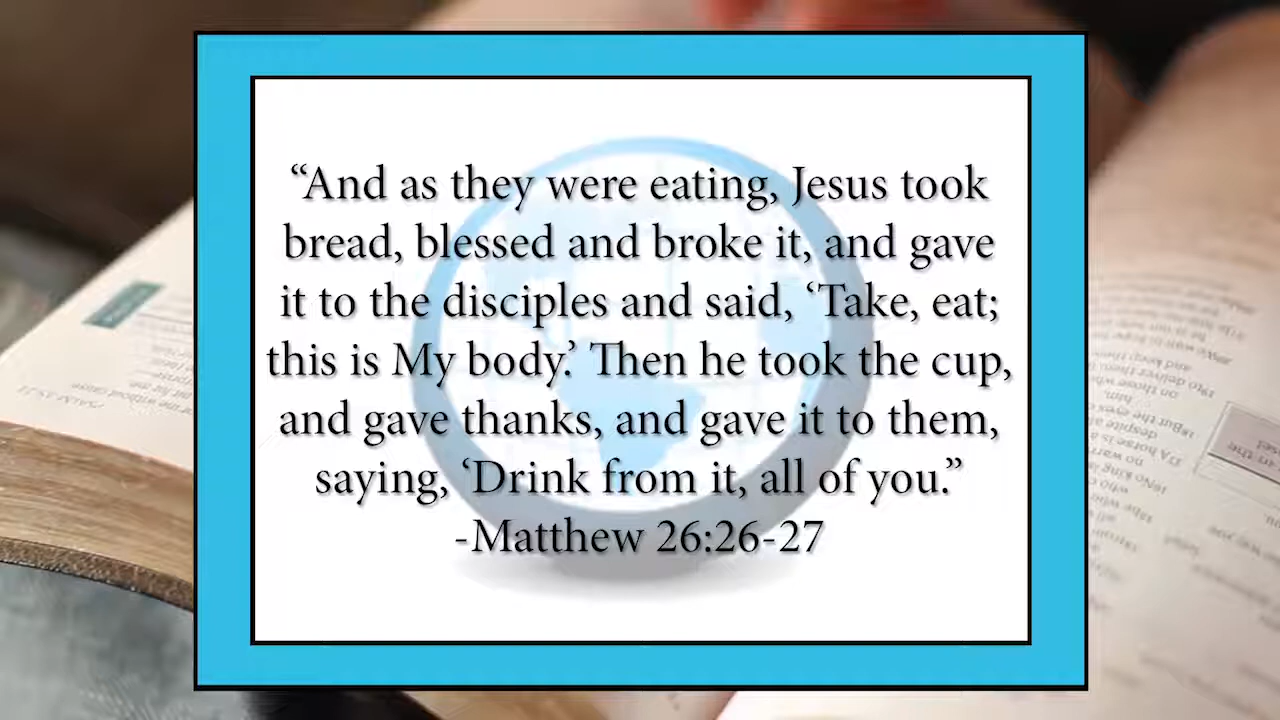 “And as they were eating, Jesus took
bread, blessed and broke it, and gave
it to the disciples and said, ‘Take, eat;
this is My body.’ Then he took the cup,
and gave thanks, and gave it to them,
saying, ‘Drink from it, all of you.”
-Matthew 26:26-27